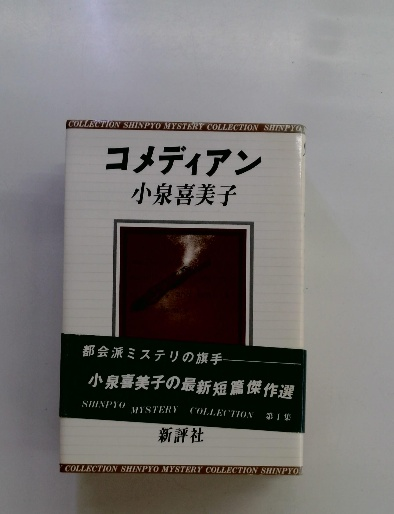 COLLECTION SHINPYO MYSTERY COLLECTION SHINPYO
コメディアン
小泉喜美子
都会派ミステリの旗手———
小泉喜美子の最新短篇傑作選
SHINPYO MYSTERY COLLECTION 第1集
新評社
COLLECTION SHINPYO MYSTERY COLLECTION SHINPYO